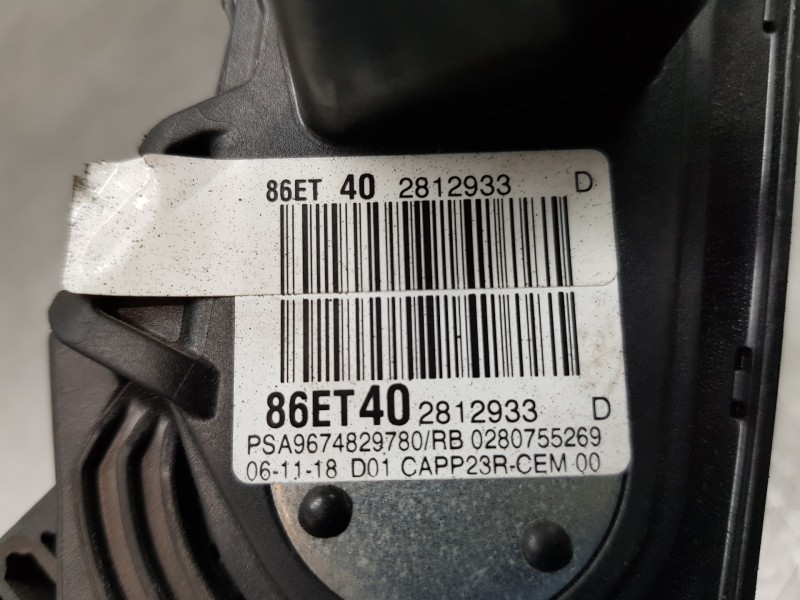 86ET 40 2812933 D
86ET40 2812933 D
PSA9674829780/RB 0280755269
06-11-18 D01 CAPP23R-CEM 00